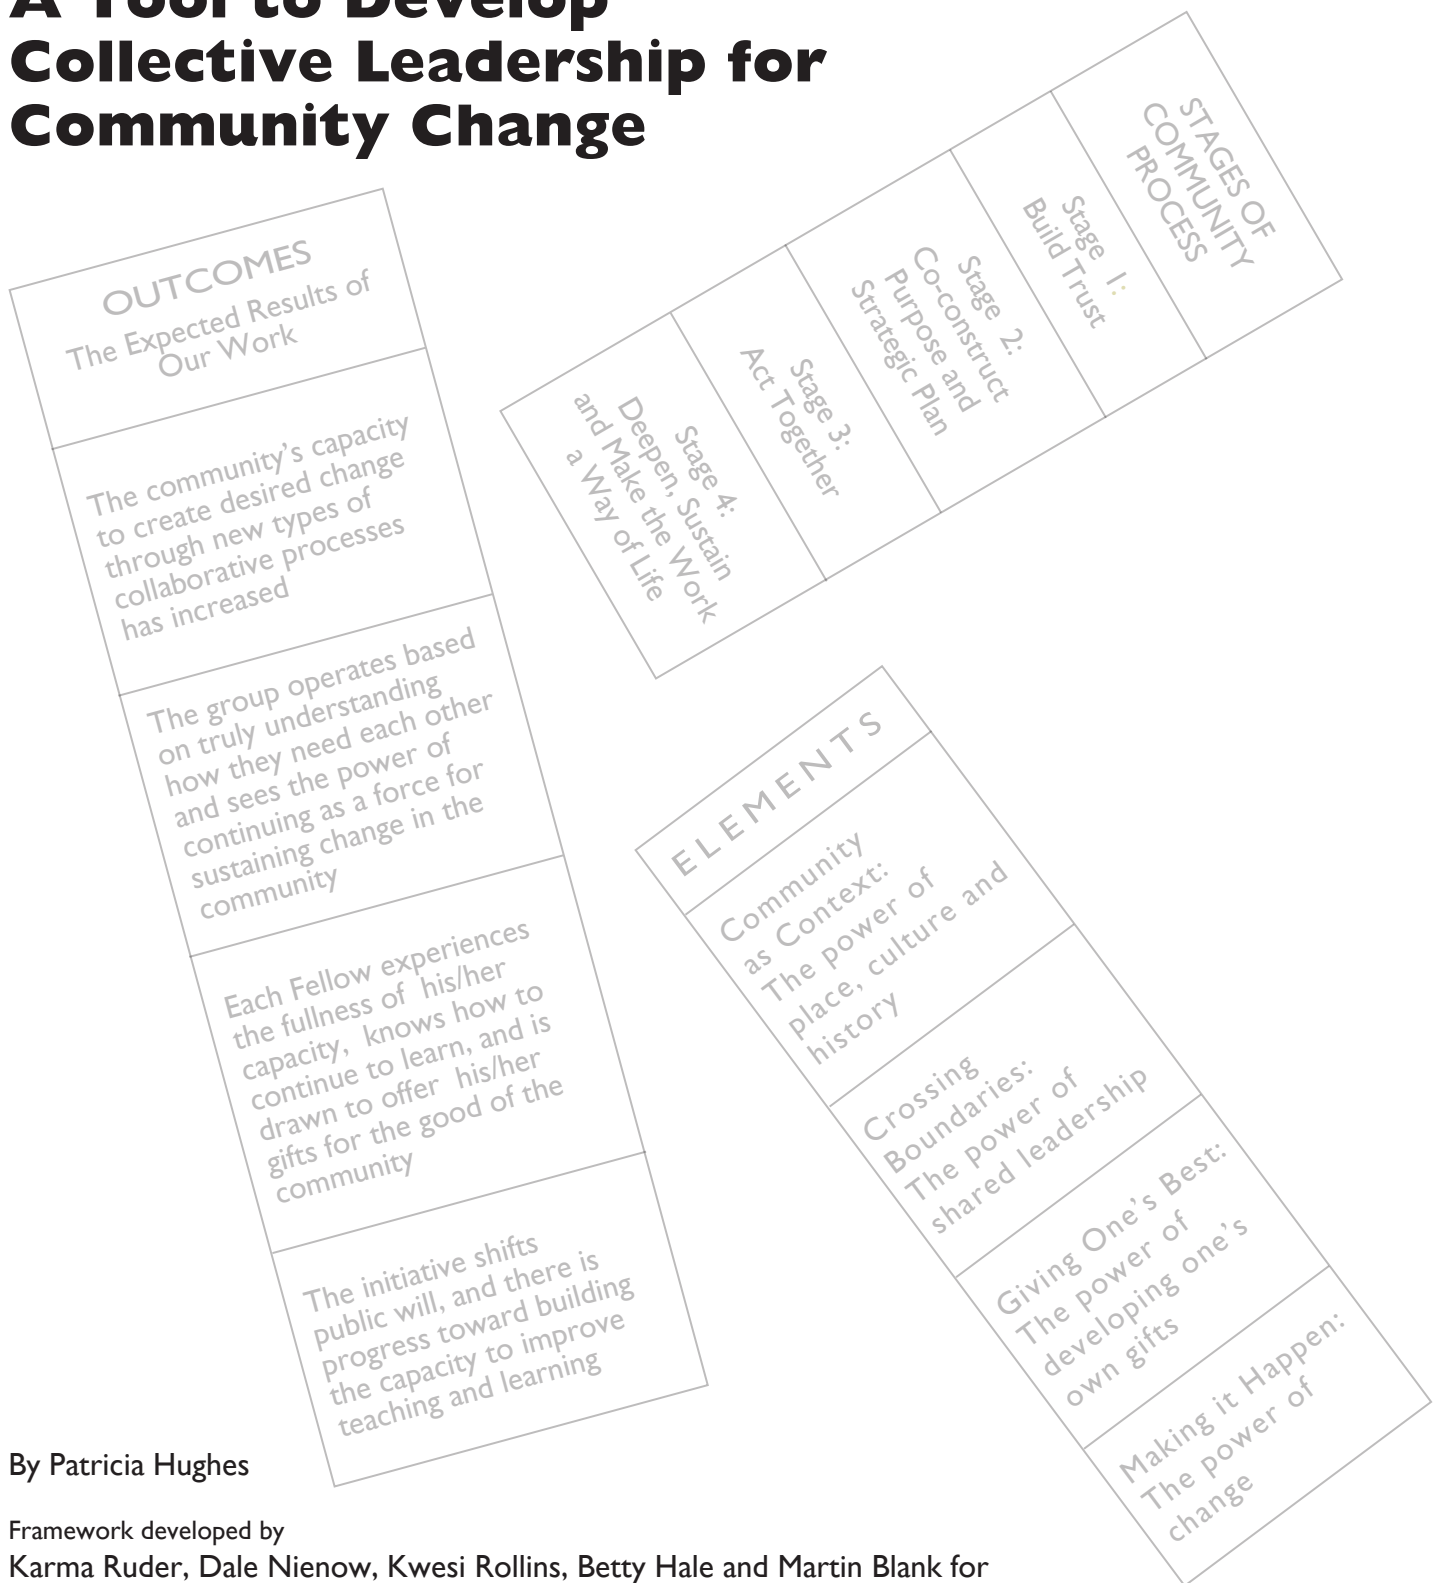 A Tool to Develop
Collective Leadership for
Community Change
OUTCOMES
The Expected Results of
Our Work
The community's capacity
to create desired change
through new types of
collaborative processes
has increased
The group operates based
on truly understanding
how they need each other
and sees the power of
continuing as a force for
sustaining change in the
community
Each Fellow experiences
the fullness of his/her
capacity, knows how to
continue to learn, and is
drawn to offer his/her
gifts for the good of the
community
The initiative shifts
public will, and there is
progress toward building
the capacity to improve
teaching and learning
STAGES OF
COMMUNITY
PROCESS
Stage 1:
Build Trust
Stage 2:
Co-construct
Purpose and
Strategic Plan
Stage 3:
Act Together
Stage 4:
Deepen, Sustain
and Make the Work
a Way of Life
ELEMENTS
Community
as Context:
The power of
place, culture and
history
Crossing
Boundaries:
The power of
shared leadership
Giving One's Best:
The power of
developing one's
own gifts
Making it Happen:
The power of
change
By Patricia Hughes
Framework developed by
Karma Ruder, Dale Nienow, Kwesi Rollins, Betty Hale and Martin Blank for